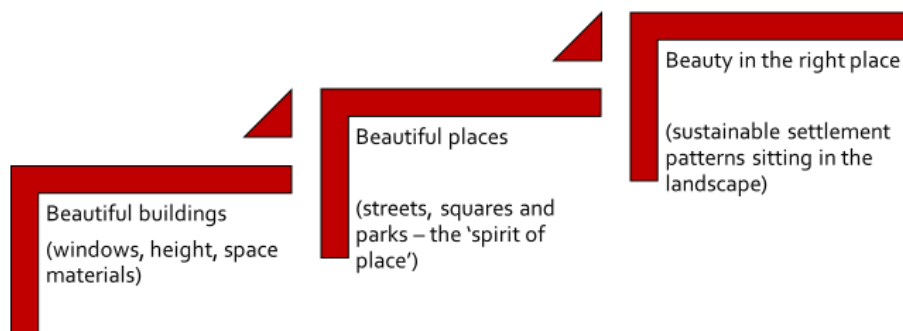 Beautiful buildings
(windows, height, space
materials)
Beautiful places
(streets, squares and
parks – the ‘spirit of
place’)
Beauty in the right place
(sustainable settlement
patterns sitting in the
landscape)